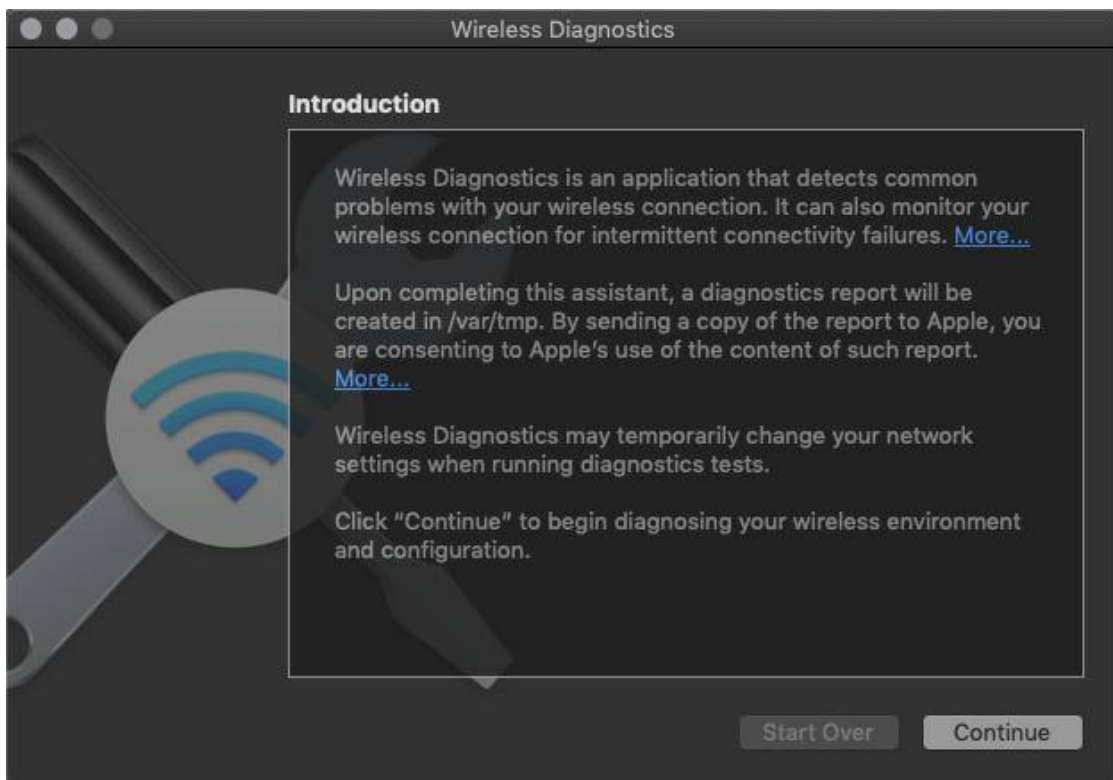 Wireless Diagnostics
Introduction
Wireless Diagnostics is an application that detects common
problems with your wireless connection. It can also monitor your
wireless connection for intermittent connectivity failures. More...
Upon completing this assistant, a diagnostics report will be
created in /var/tmp. By sending a copy of the report to Apple, you
are consenting to Apple’s use of the content of such report.
More...
Wireless Diagnostics may temporarily change your network
settings when running diagnostics tests.
Click “Continue” to begin diagnosing your wireless environment
and configuration.
Start Over
Continue